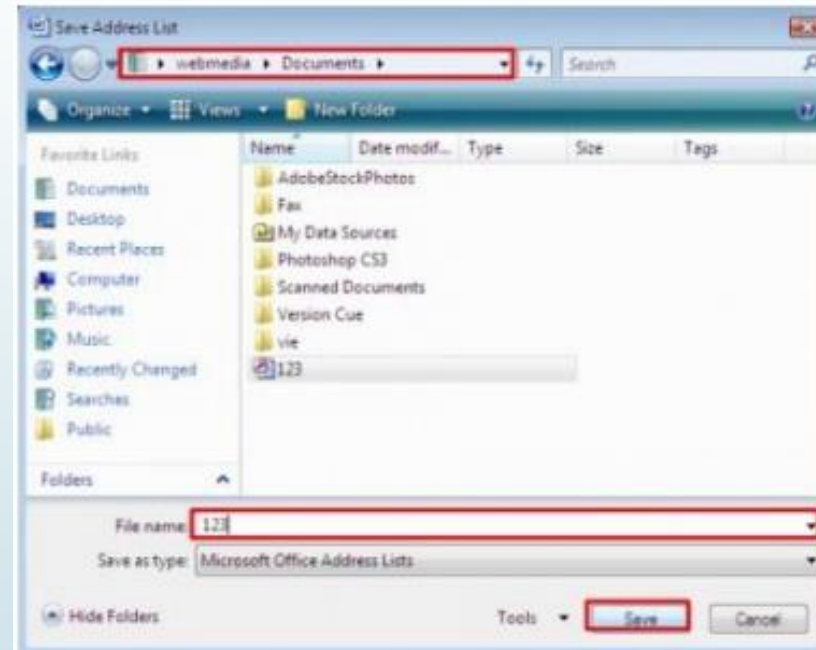 Save Address List
webmedia Documents Search
Organize Views New Folder
Favorite Links
Documents
Desktop
Recent Places
Computer
Pictures
Music
Recently Changed
Searches
Public
Folders
Name Date modif... Type Size Tags
AdobeStockPhotos
Fax
My Data Sources
Photoshop CS3
Scanned Documents
Version Cue
vie
123
File name: 123
Save as type: Microsoft Office Address Lists
Hide Folders Tools Save Cancel